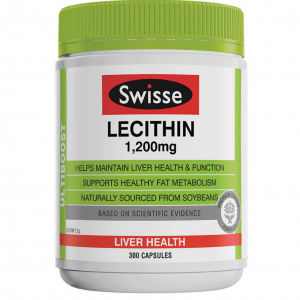 Swisse
ULTIBOOST
LECITHIN
1,200mg
HELPS MAINTAIN LIVER HEALTH & FUNCTION
SUPPORTS HEALTHY FAT METABOLISM
NATURALLY SOURCED FROM SOYBEANS
BASED ON SCIENTIFIC EVIDENCE
LIVER HEALTH
300 CAPSULES